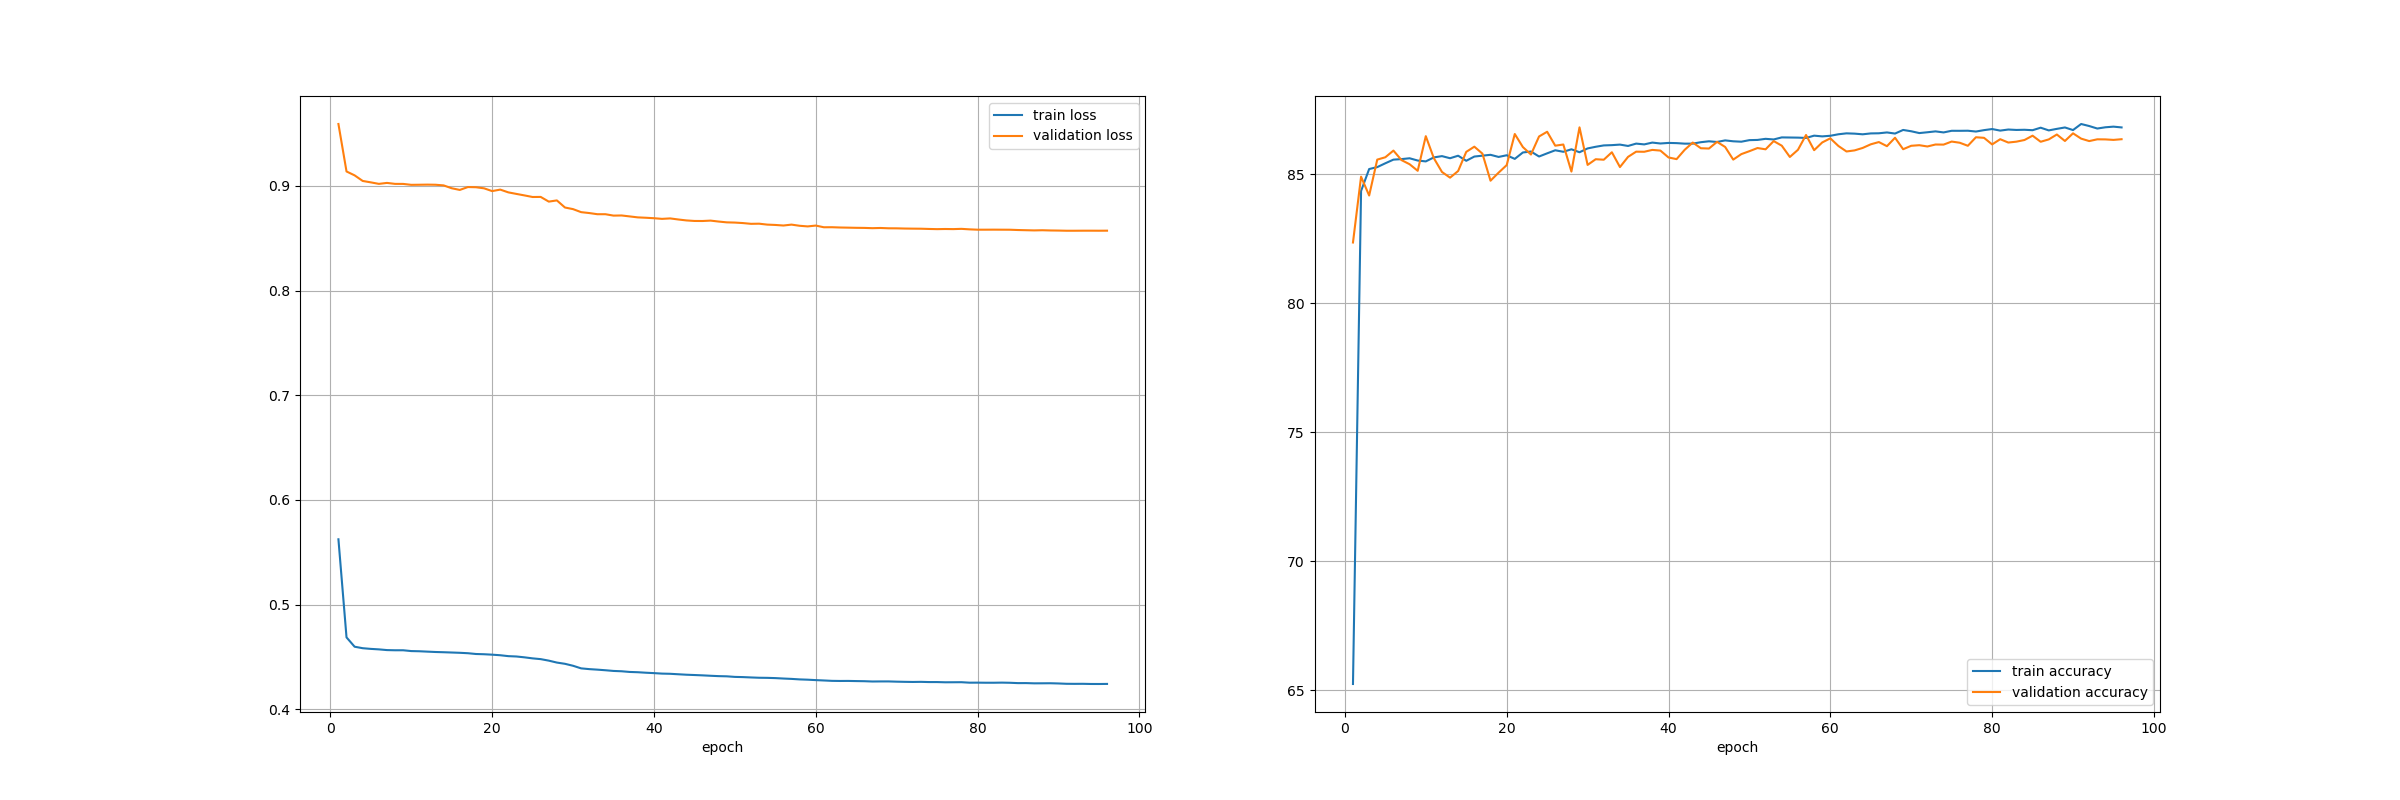 train loss
validation loss
0.9
0.8
0.7
0.6
0.5
0.4
0 20 40 60 80 100
epoch
85
80
75
70
65
train accuracy
validation accuracy
0 20 40 60 80 100
epoch